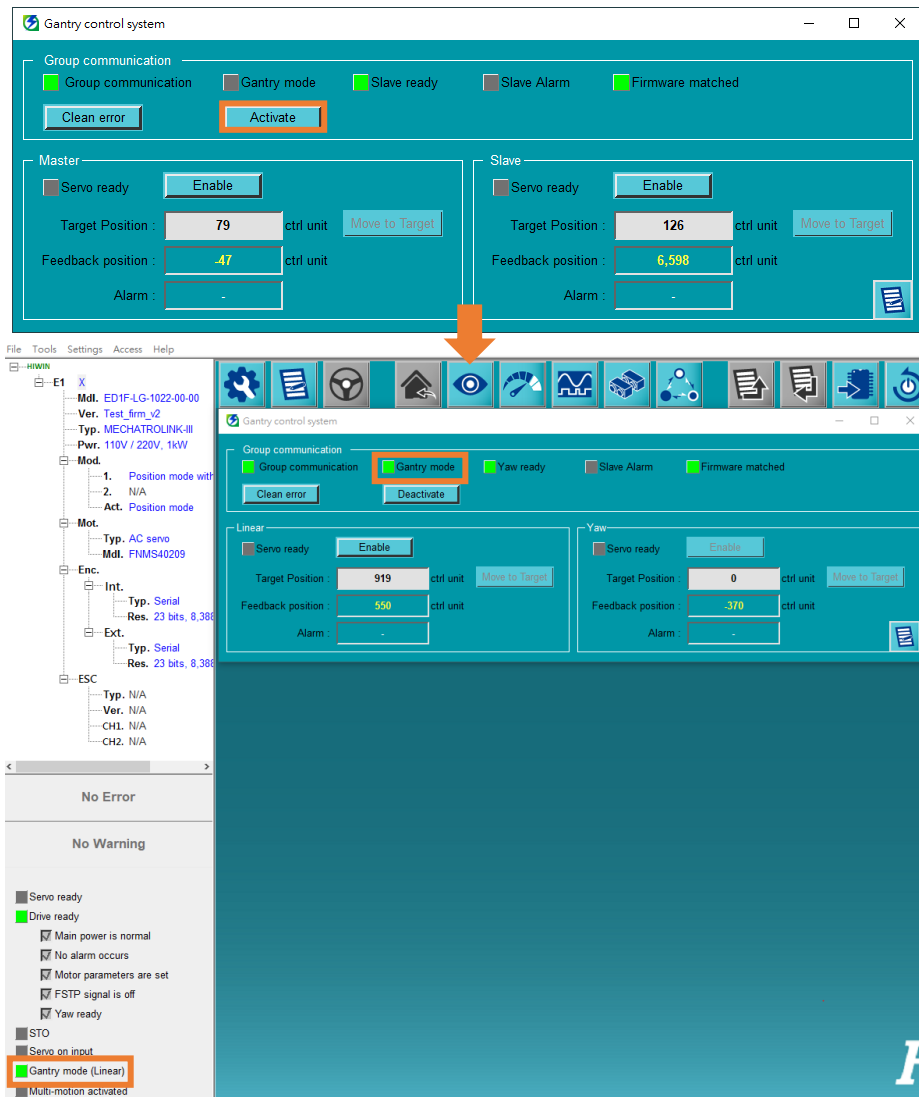 Gantry control system
Group communication
Group communication Gantry mode Slave ready Slave Alarm Firmware matched
Clean error Activate
Master
Servo ready Enable
Target Position : 79 ctrl unit Move to Target
Feedback position : -47 ctrl unit
Alarm : -
Slave
Servo ready Enable
Target Position : 126 ctrl unit Move to Target
Feedback position : 6,598 ctrl unit
Alarm : -
File Tools Settings Access Help
HIWIN
E1 X
Mdl. ED1F-LG-1022-00-00
Ver. Test_firm_v2
Typ. MECHATROLINK-III
Pwr. 110V / 220V, 1kW
Mod.
1. Position mode with
2. N/A
Act. Position mode
Mot.
Typ. AC servo
Mdl. FNMS40209
Enc.
Int.
Typ. Serial
Res. 23 bits, 8,388
Ext.
Typ. Serial
Res. 23 bits, 8,388
ESC
Typ. N/A
Ver. N/A
CH1. N/A
CH2. N/A
No Error
No Warning
Servo ready
Drive ready
Main power is normal
No alarm occurs
Motor parameters are set
FSTP signal is off
Yaw ready
STO
Servo on input
Gantry mode (Linear)
Multi-motion activated
Gantry control system
Group communication
Group communication Gantry mode Yaw ready Slave Alarm Firmware matched
Clean error Deactivate
Linear
Servo ready Enable
Target Position : 919 ctrl unit Move to Target
Feedback position : 550 ctrl unit
Alarm : -
Yaw
Servo ready Enable
Target Position : 0 ctrl unit Move to Target
Feedback position : -370 ctrl unit
Alarm : -